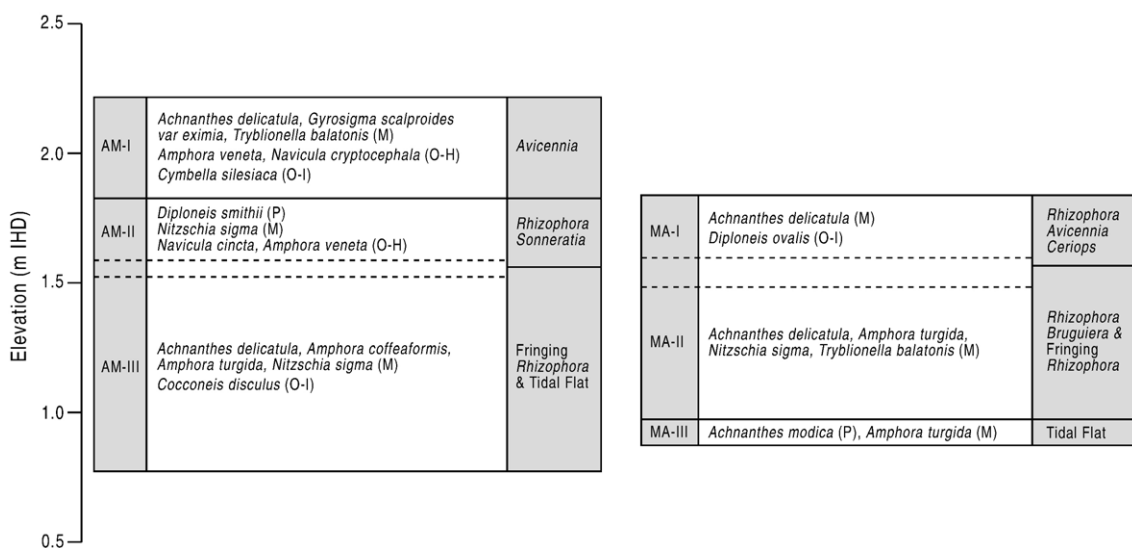 Elevation (m IHD)
2.5
2.0
1.5
1.0
0.5
AM-I
Achnanthes delicatula, Gyrosigma scalproides
var eximia, Tryblionella balatonis (M)
Amphora veneta, Navicula cryptocephala (O-H)
Cymbella silesiaca (O-I)
Avicennia
AM-II
Diploneis smithii (P)
Nitzschia sigma (M)
Navicula cincta, Amphora veneta (O-H)
Rhizophora
Sonneratia
AM-III
Achnanthes delicatula, Amphora coffeaformis,
Amphora turgida, Nitzschia sigma (M)
Cocconeis disculus (O-I)
Fringing
Rhizophora
& Tidal Flat
MA-I
Achnanthes delicatula (M)
Diploneis ovalis (O-I)
Rhizophora
Avicennia
Ceriops
MA-II
Achnanthes delicatula, Amphora turgida,
Nitzschia sigma, Tryblionella balatonis (M)
Rhizophora
Bruguiera &
Fringing
Rhizophora
MA-III
Achnanthes modica (P), Amphora turgida (M)
Tidal Flat